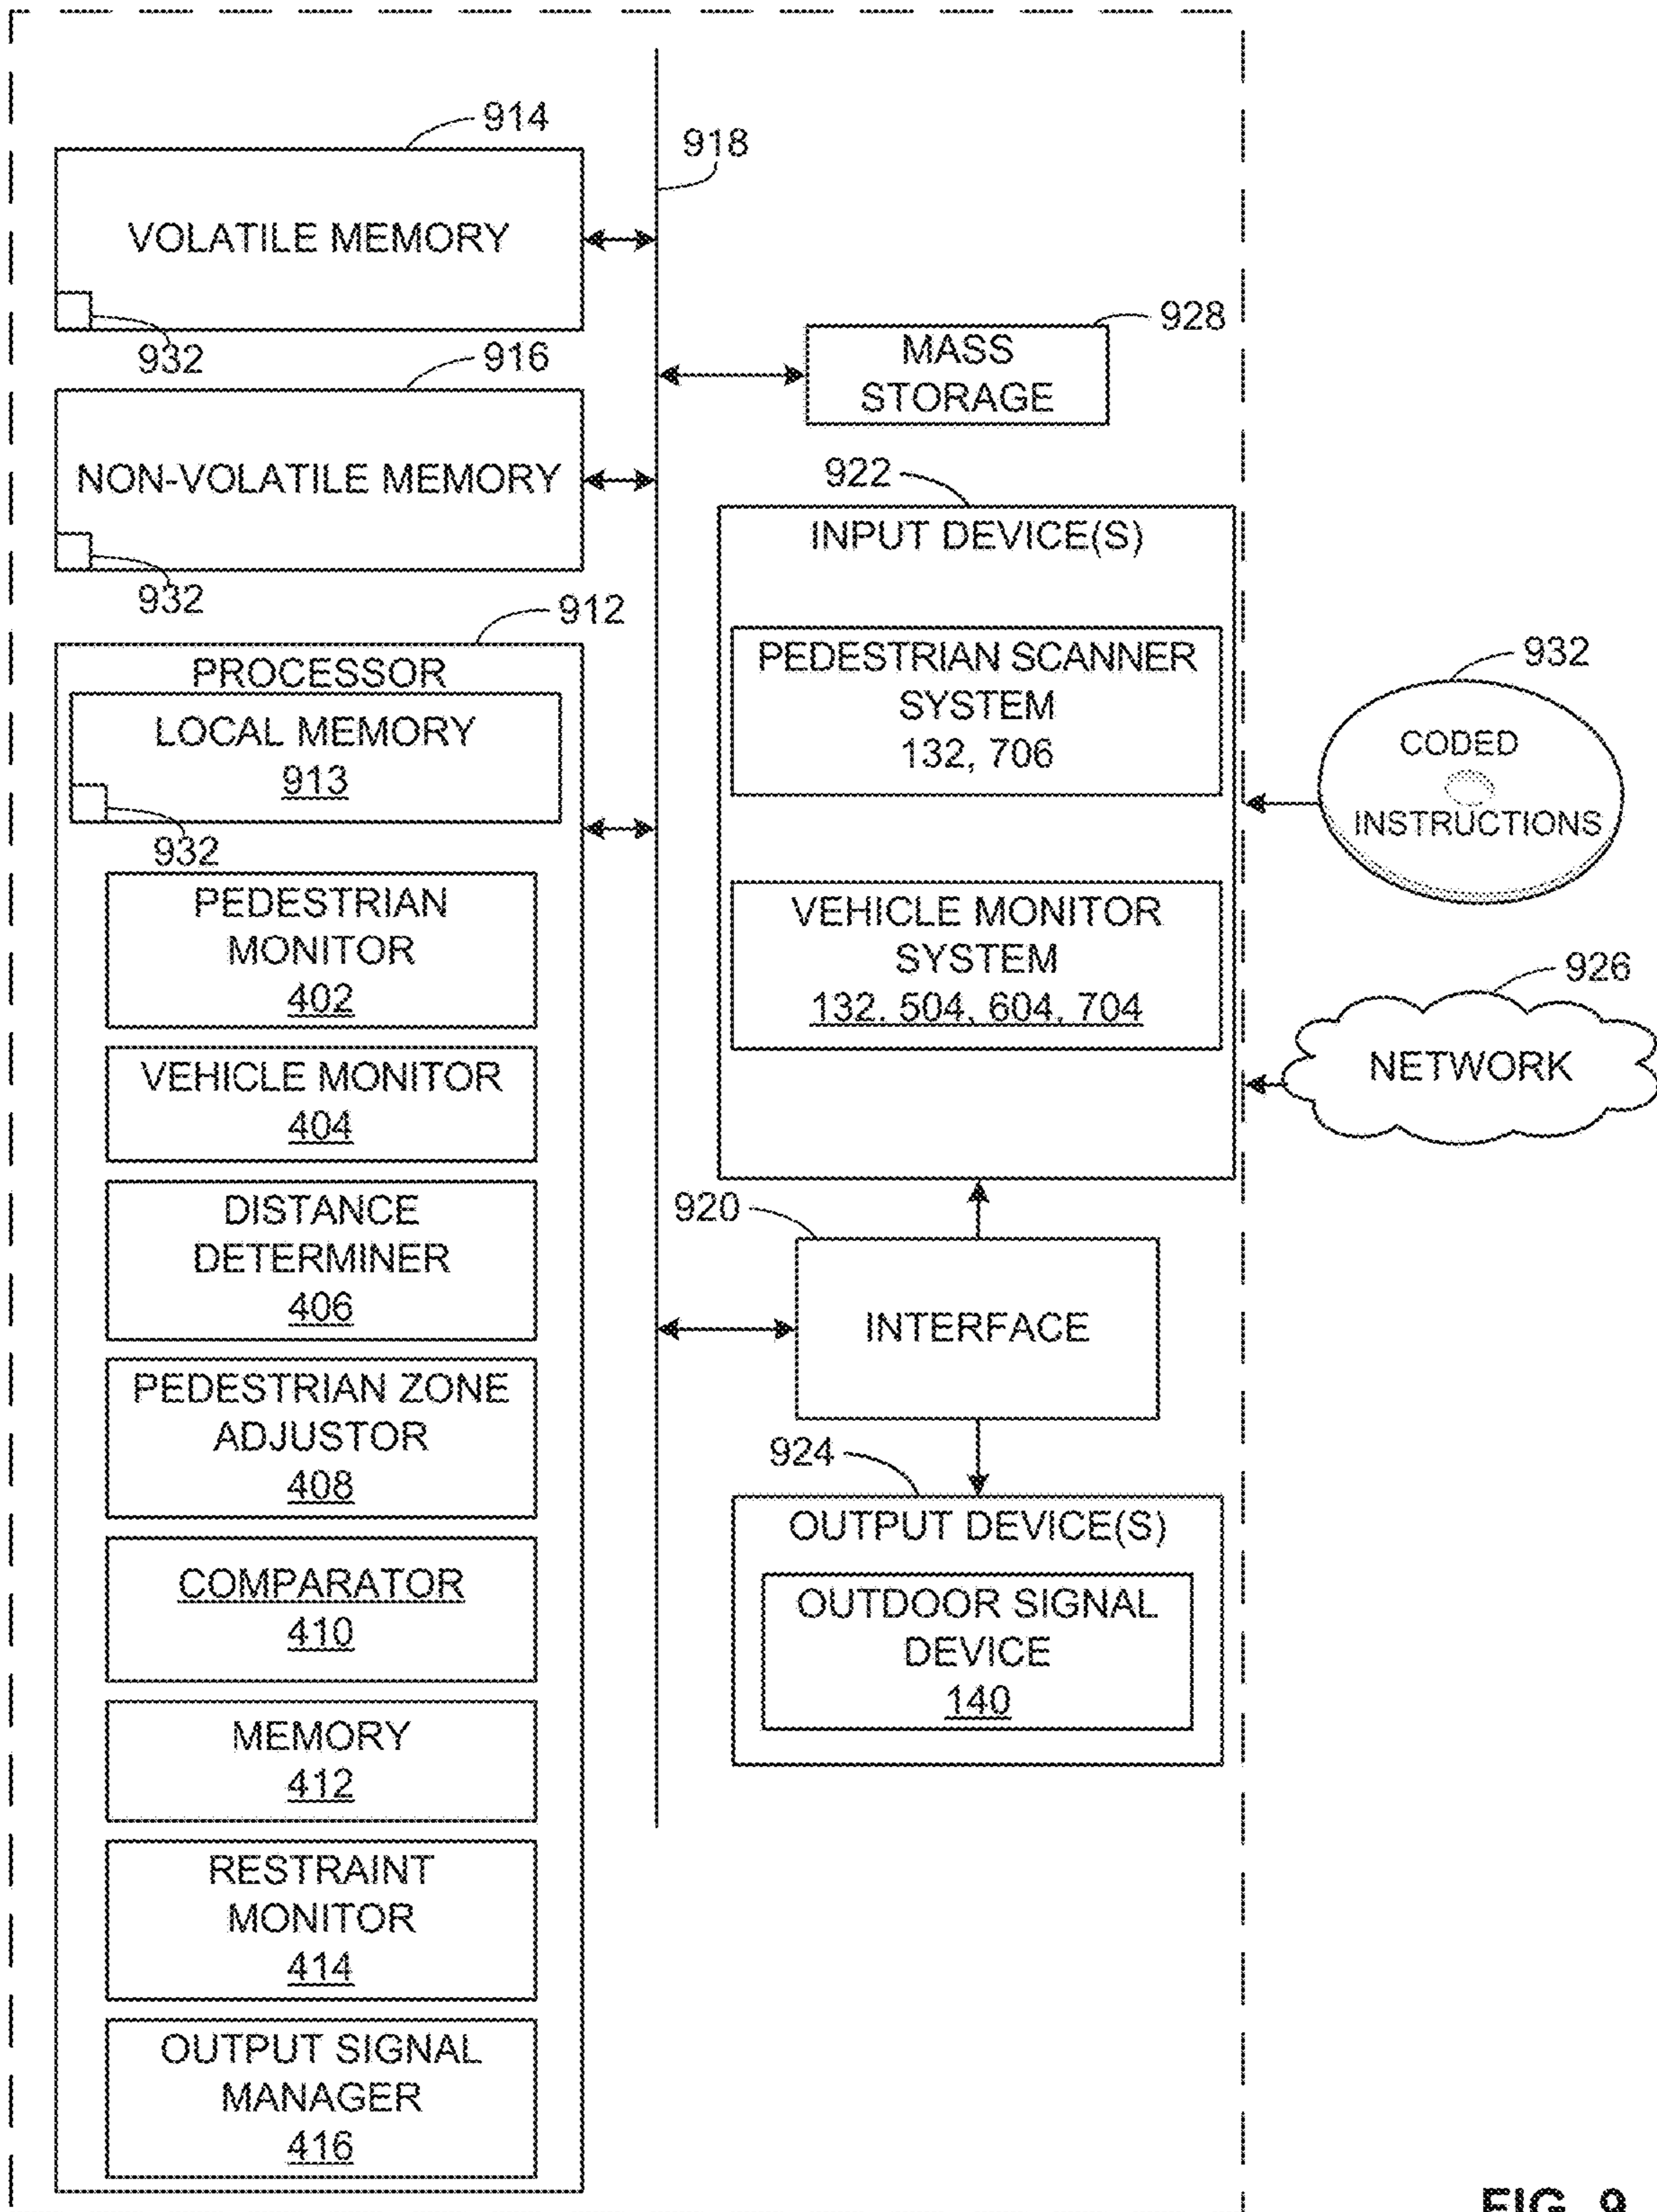 914
918
VOLATILE MEMORY
932
916
928
MASS
STORAGE
NON-VOLATILE MEMORY
932
922
INPUT DEVICE(S)
PEDESTRIAN SCANNER
SYSTEM
132, 706
VEHICLE MONITOR
SYSTEM
132, 504, 604, 704
912
PROCESSOR
LOCAL MEMORY
913
932
PEDESTRIAN
MONITOR
402
VEHICLE MONITOR
404
DISTANCE
DETERMINER
406
PEDESTRIAN ZONE
ADJUSTOR
408
COMPARATOR
410
MEMORY
412
RESTRAINT
MONITOR
414
OUTPUT SIGNAL
MANAGER
416
932
CODED
INSTRUCTIONS
926
NETWORK
920
INTERFACE
924
OUTPUT DEVICE(S)
OUTDOOR SIGNAL
DEVICE
140
FIG. 9